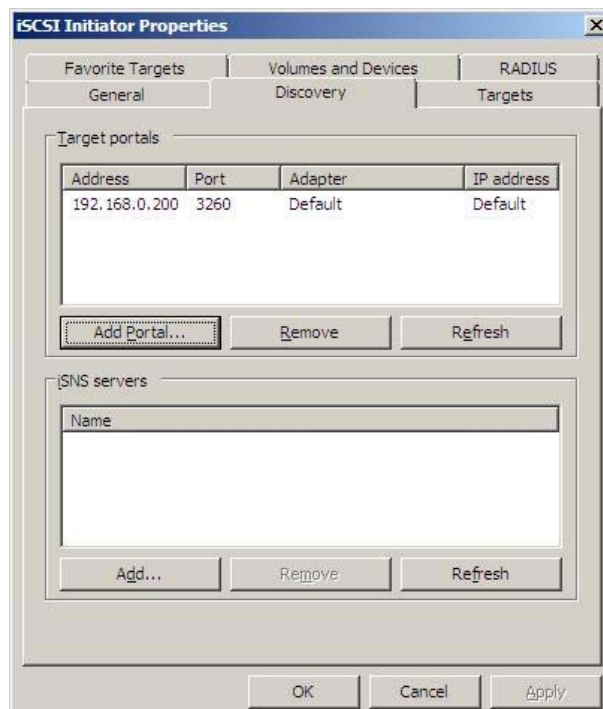 iSCSI Initiator Properties
Favorite Targets Volumes and Devices RADIUS
General Discovery Targets
Target portals
Address Port Adapter IP address
192.168.0.200 3260 Default Default
Add Portal... Remove Refresh
iSNS servers
Name
Add... Remove Refresh
OK Cancel Apply